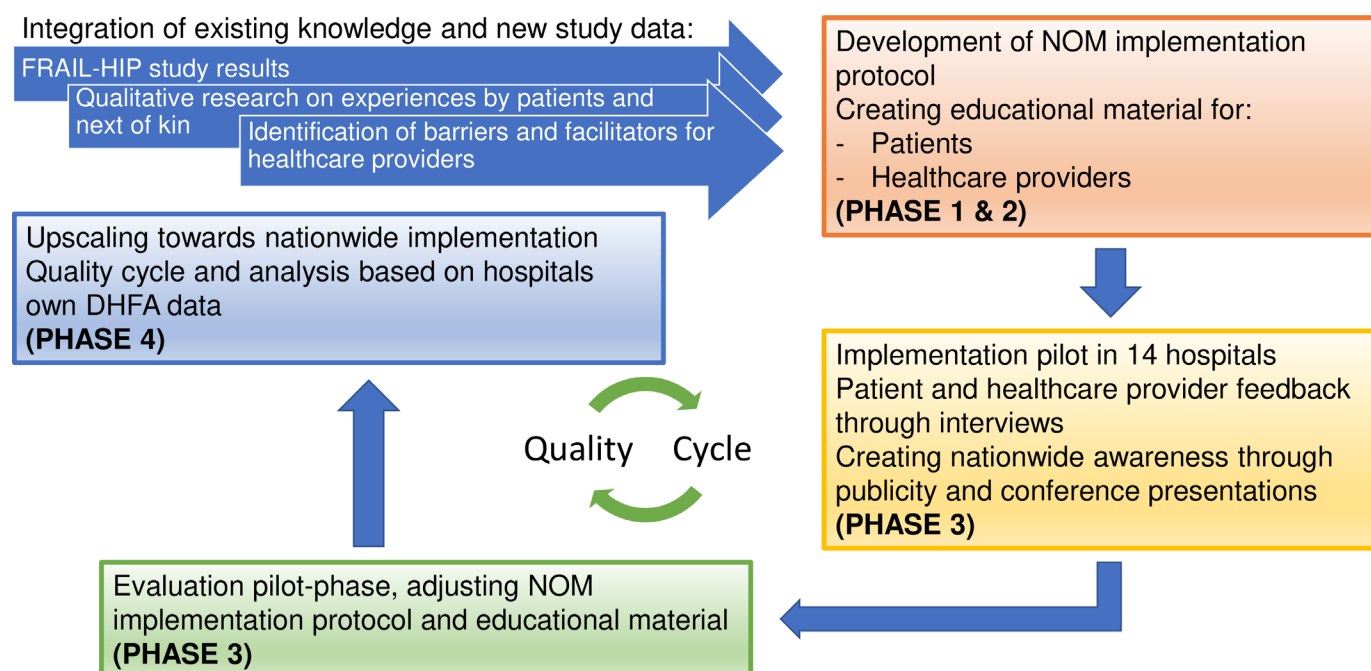 Integration of existing knowledge and new study data:
FRAIL-HIP study results
Qualitative research on experiences by patients and
next of kin
Identification of barriers and facilitators for
healthcare providers
Development of NOM implementation
protocol
Creating educational material for:
- Patients
- Healthcare providers
(PHASE 1 & 2)
Implementation pilot in 14 hospitals
Patient and healthcare provider feedback
through interviews
Creating nationwide awareness through
publicity and conference presentations
(PHASE 3)
Evaluation pilot-phase, adjusting NOM
implementation protocol and educational material
(PHASE 3)
Upscaling towards nationwide implementation
Quality cycle and analysis based on hospitals
own DHFA data
(PHASE 4)
Quality Cycle